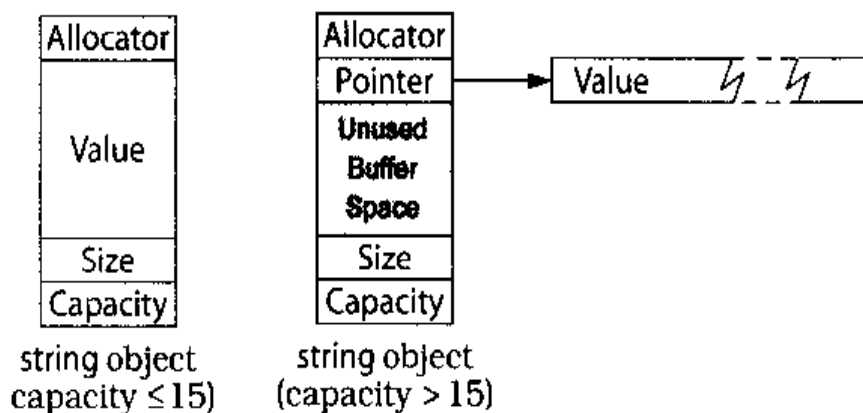 Allocator
Value
Size
Capacity
string object
capacity ≤15)
Allocator
Pointer
Unused
Buffer
Space
Size
Capacity
string object
(capacity > 15)
Value